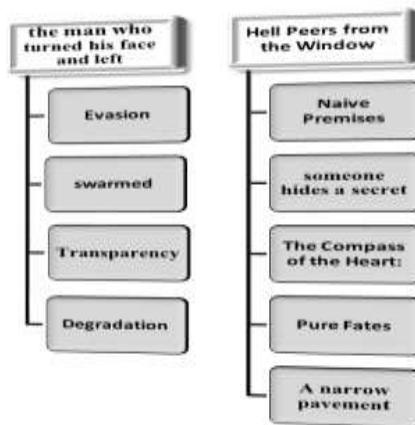 the man who
turned his face
and left
Evasion
swarmed
Transparency
Degradation
Hell Peers from
the Window
Naive
Premises
someone
hides a secret
The Compass
of the Heart:
Pure Fates
A narrow
pavement